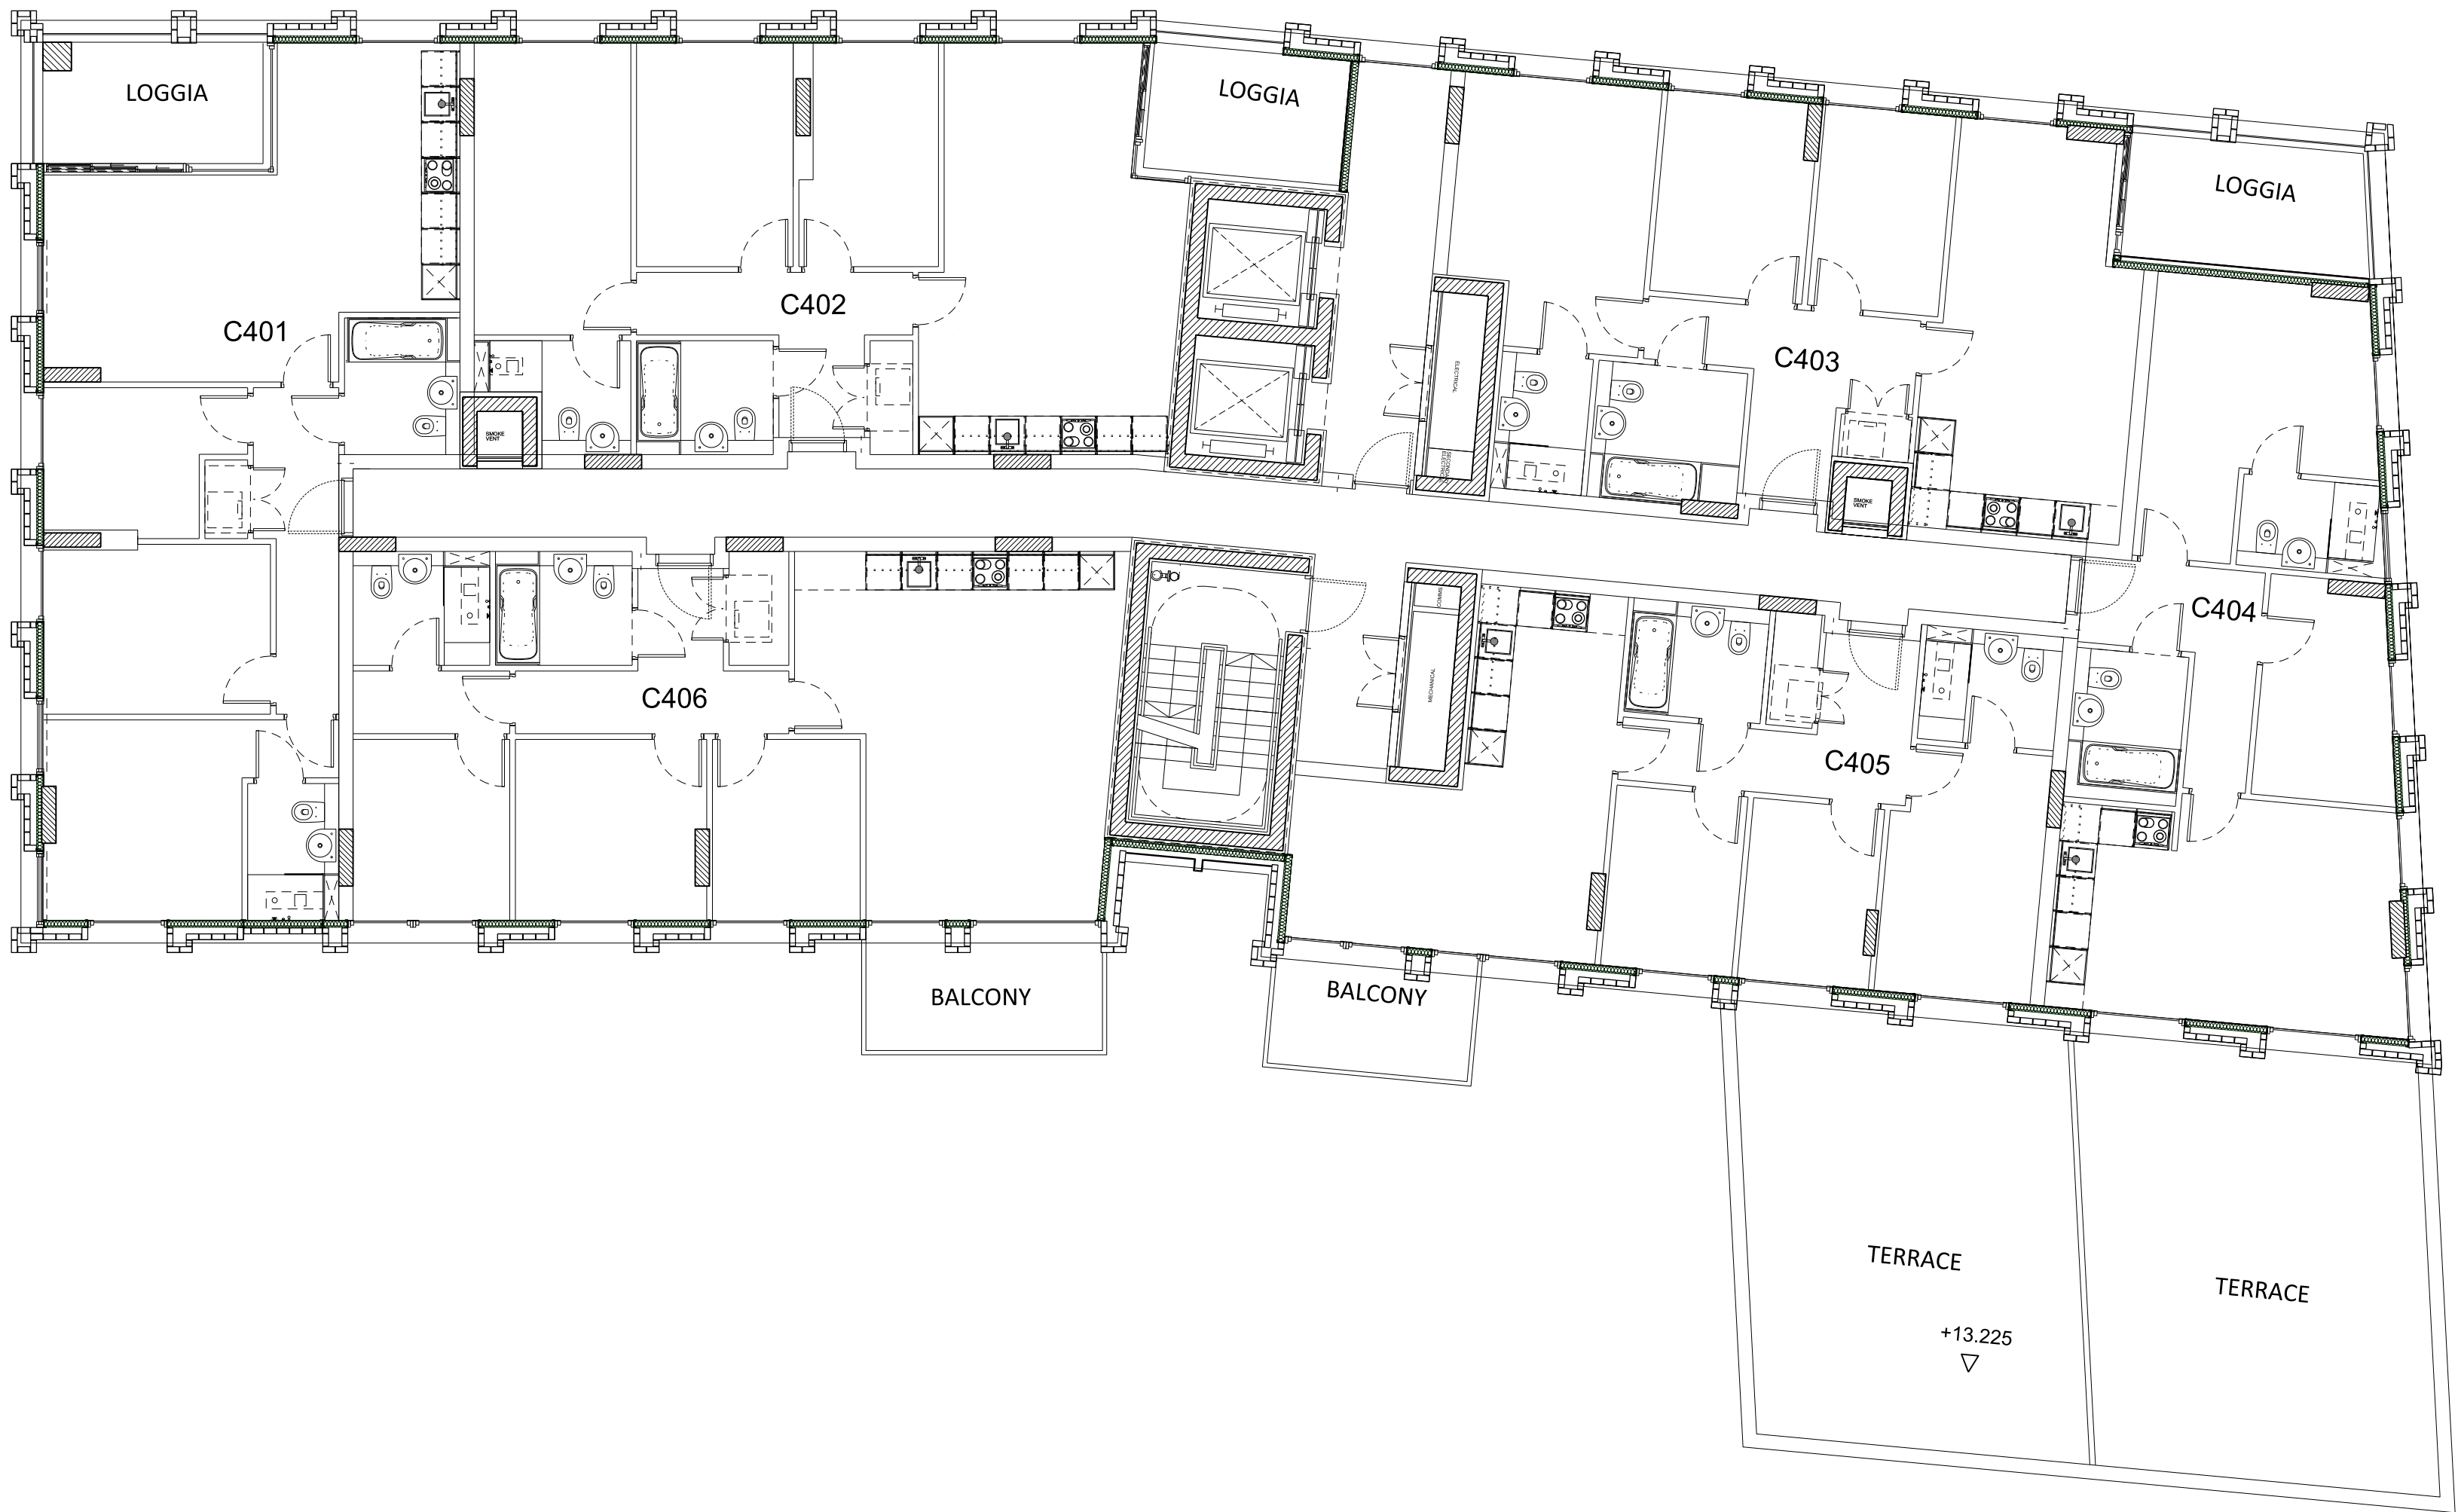 LOGGIA
LOGGIA
LOGGIA
C401
C402
C403
C404
C405
C406
SMOKE
VENT
ELECTRICAL
SMOKE
VENT
COMMS
MECHANICAL
BALCONY
BALCONY
TERRACE
TERRACE
+13.225